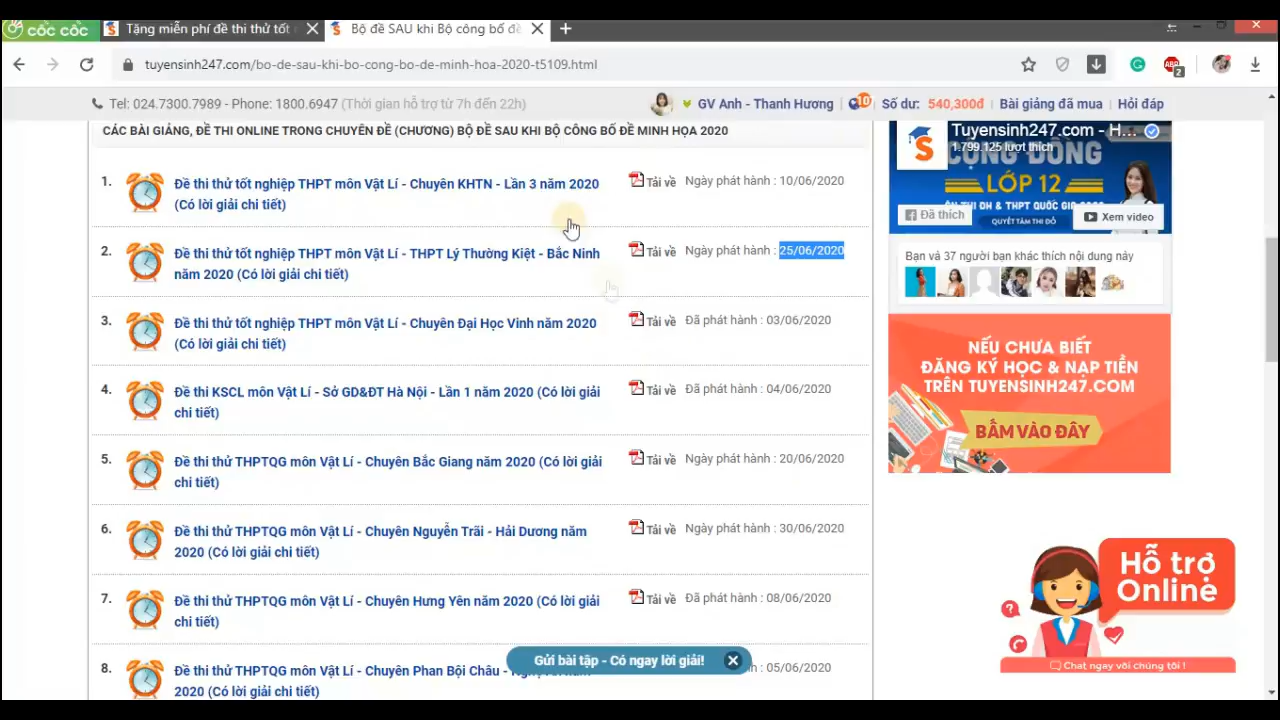 cốc cốc
Tặng miễn phí đề thi thử tốt n
Bộ đề SAU khi Bộ công bố đề
tuyensinh247.com/bo-de-sau-khi-bo-cong-bo-de-minh-hoa-2020-t5109.html
2
Tel: 024.7300.7989 - Phone: 1800.6947 (Thời gian hỗ trợ từ 7h đến 22h)
GV Anh - Thanh Hương
10
Số dư: 540,300đ
Bài giảng đã mua
Hỏi đáp
CÁC BÀI GIẢNG, ĐỀ THI ONLINE TRONG CHUYÊN ĐỀ (CHƯƠNG) BỘ ĐỀ SAU KHI BỘ CÔNG BỐ ĐỀ MINH HỌA 2020
1. Đề thi thử tốt nghiệp THPT môn Vật Lí - Chuyên KHTN - Lần 3 năm 2020 Tải về Ngày phát hành : 10/06/2020
(Có lời giải chi tiết)
2. Đề thi thử tốt nghiệp THPT môn Vật Lí - THPT Lý Thường Kiệt - Bắc Ninh Tải về Ngày phát hành : 25/06/2020
năm 2020 (Có lời giải chi tiết)
3. Đề thi thử tốt nghiệp THPT môn Vật Lí - Chuyên Đại Học Vinh năm 2020 Tải về Đã phát hành : 03/06/2020
(Có lời giải chi tiết)
4. Đề thi KSCL môn Vật Lí - Sở GD&ĐT Hà Nội - Lần 1 năm 2020 (Có lời giải Tải về Đã phát hành : 04/06/2020
chi tiết)
5. Đề thi thử THPTQG môn Vật Lí - Chuyên Bắc Giang năm 2020 (Có lời giải Tải về Ngày phát hành : 20/06/2020
chi tiết)
6. Đề thi thử THPTQG môn Vật Lí - Chuyên Nguyễn Trãi - Hải Dương năm Tải về Ngày phát hành : 30/06/2020
2020 (Có lời giải chi tiết)
7. Đề thi thử THPTQG môn Vật Lí - Chuyên Hưng Yên năm 2020 (Có lời giải Tải về Đã phát hành : 08/06/2020
chi tiết)
8. Đề thi thử THPTQG môn Vật Lí - Chuyên Phan Bội Châu - : 05/06/2020
2020 (Có lời giải chi tiết)
Gửi bài tập - Có ngay lời giải!
Tuyensinh247.com - H...
1.799.125 lượt thích
CỘNG ĐỒNG
LỚP 12
ÔN THI ĐH & THPT QUỐC GIA
QUYẾT TÂM THI ĐỖ
Đã thích
Xem video
Bạn và 37 người bạn khác thích nội dung này
NẾU CHƯA BIẾT
ĐĂNG KÝ HỌC & NẠP TIỀN
TRÊN TUYENSINH247.COM
BẤM VÀO ĐÂY
Hỗ trợ
Online
Chat ngay với chúng tôi !